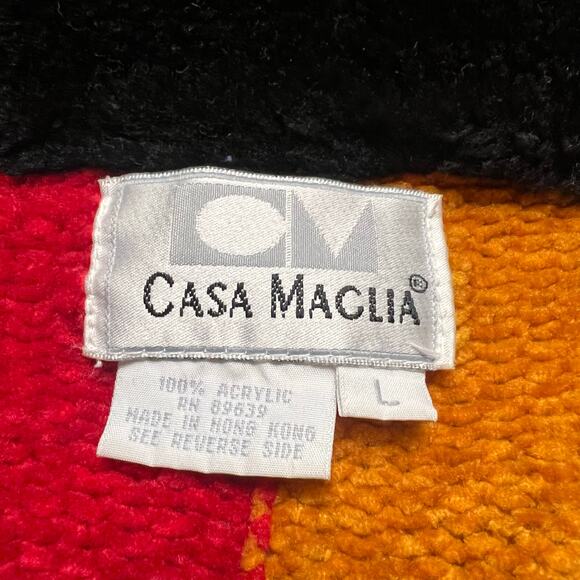 CM
CASA MAGLIA®
100% ACRYLIC
RN 89639
MADE IN HONG KONG
SEE REVERSE SIDE
L